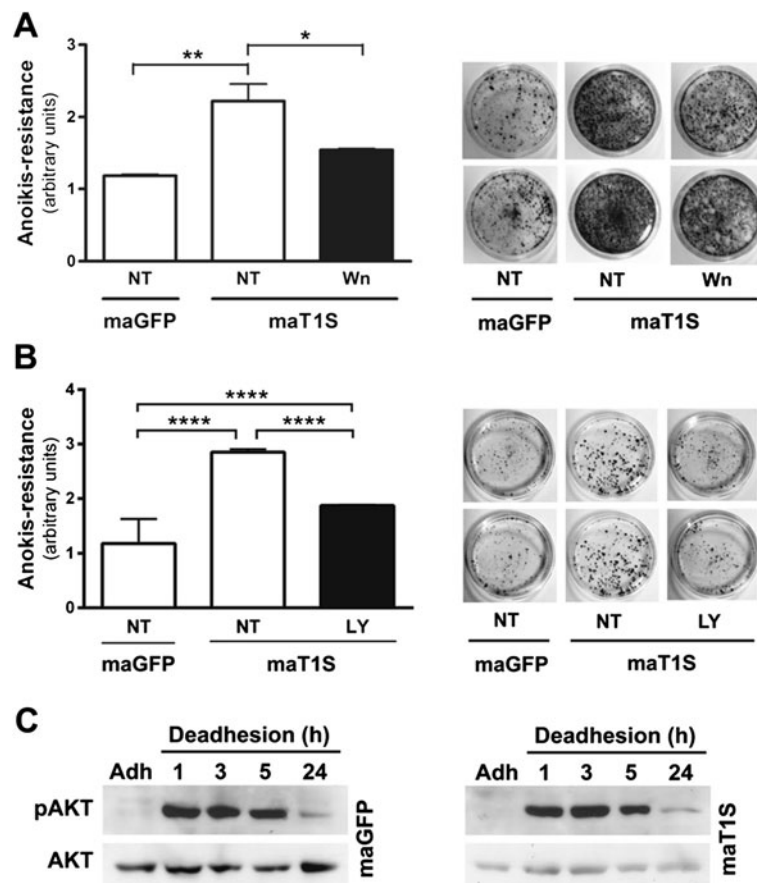 A
Anoikis-resistance
(arbitrary units)
3
2
1
0
**
*
NT
NT
Wn
maGFP
maT1S
NT
NT
Wn
maGFP
maT1S
B
Anokis-resistance
(arbitrary units)
4
3
2
1
0
****
****
****
NT
NT
LY
maGFP
maT1S
NT
NT
LY
maGFP
maT1S
C
Deadhesion (h)
Adh 1 3 5 24
pAKT
AKT
maGFP
Deadhesion (h)
Adh 1 3 5 24
maT1S